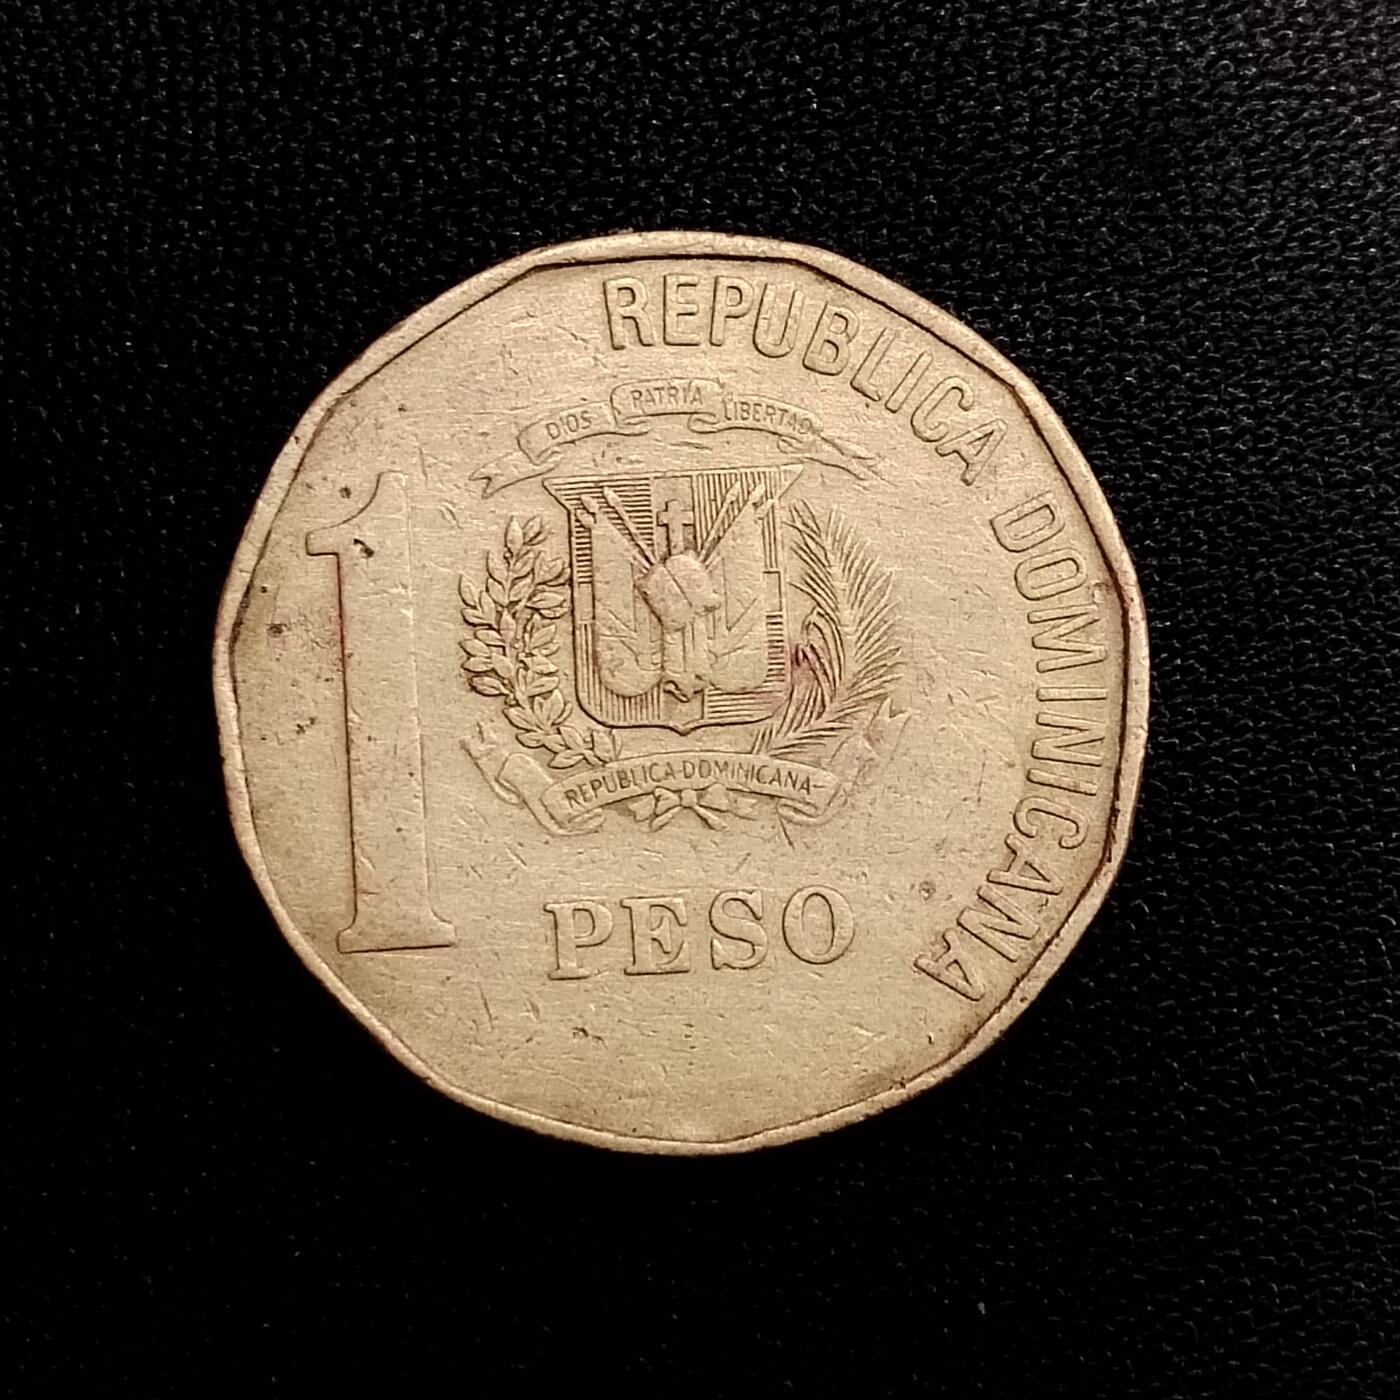 REPUBLICA DOMINICANA
DIOS PATRIA LIBERTAD
1
REPUBLICA DOMINICANA
PESO